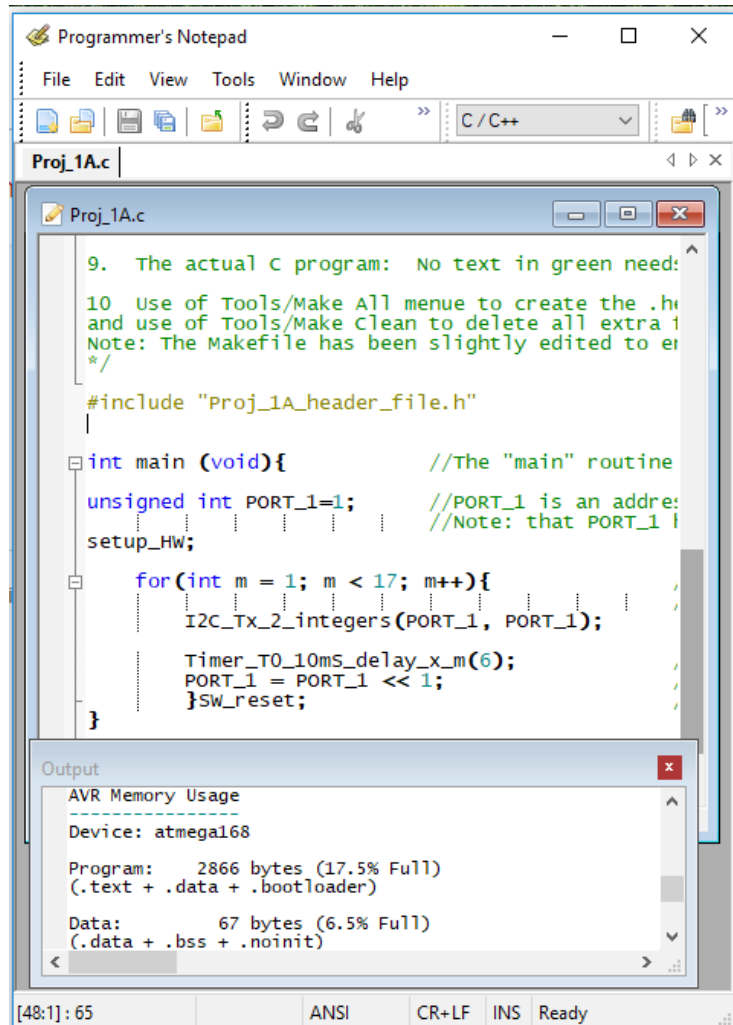 Programmer's Notepad
File Edit View Tools Window Help
C / C++
Proj_1A.c
Proj_1A.c
9. The actual C program: No text in green need
10 Use of Tools/Make All menue to create the .he
and use of Tools/Make Clean to delete all extra
Note: The Makefile has been slightly edited to
*/
#include "Proj_1A_header_file.h"
int main (void){ //The "main" routine
unsigned int PORT_1=1; //PORT_1 is an addre
//Note: that PORT_1
setup_HW;
for(int m = 1; m < 17; m++){ /
/
I2C_Tx_2_integers(PORT_1, PORT_1);
Timer_T0_10mS_delay_x_m(6); /
PORT_1 = PORT_1 << 1; /
}SW_reset; /
}
Output
AVR Memory Usage
----------------
Device: atmega168
Program: 2866 bytes (17.5% Full)
(.text + .data + .bootloader)
Data: 67 bytes (6.5% Full)
(.data + .bss + .noinit)
[48:1] : 65 ANSI CR+LF INS Ready